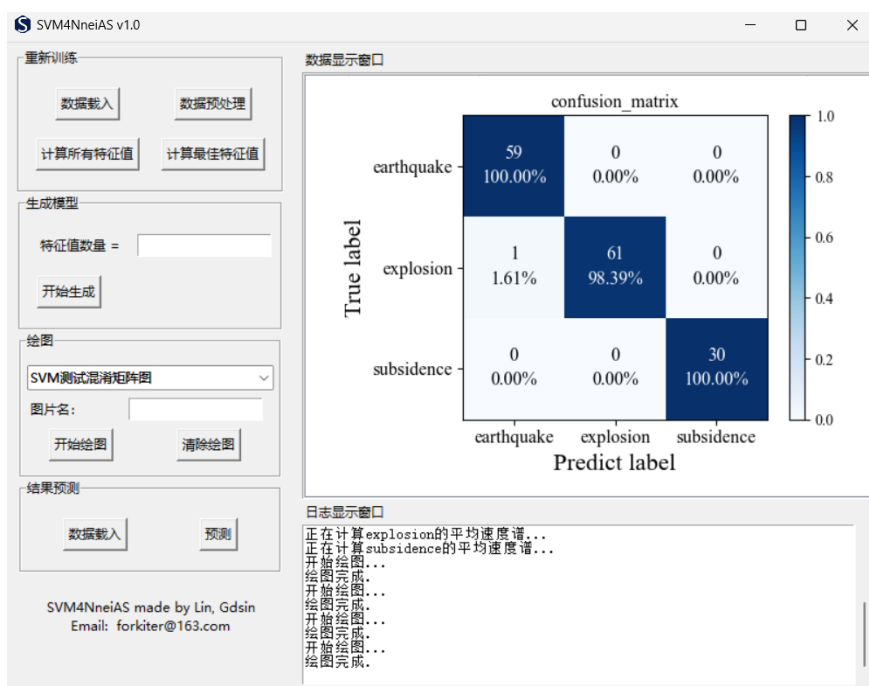 SVM4NneiAS v1.0
重新训练
数据载入 数据预处理
计算所有特征值 计算最佳特征值
生成模型
特征值数量 =
开始生成
绘图
SVM测试混淆矩阵图
图片名:
开始绘图 清除绘图
结果预测
数据载入 预测
SVM4NneiAS made by Lin, Gdsin
Email: forkiter@163.com
数据显示窗口
confusion_matrix
True label
earthquake
59 0 0
100.00% 0.00% 0.00%
explosion
1 61 0
1.61% 98.39% 0.00%
subsidence
0 0 30
0.00% 0.00% 100.00%
earthquake explosion subsidence
Predict label
1.0
0.8
0.6
0.4
0.2
0.0
日志显示窗口
正在计算explosion的平均速度谱...
正在计算subsidence的平均速度谱...
开始绘图...
绘图完成.
开始绘图...
绘图完成.
开始绘图...
绘图完成.
开始绘图...
绘图完成.